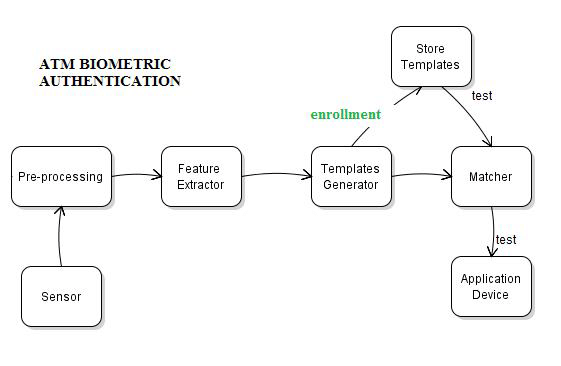 Store
Templates
ATM BIOMETRIC
AUTHENTICATION
test
enrollment
Pre-processing
Feature
Extractor
Templates
Generator
Matcher
test
Sensor
Application
Device